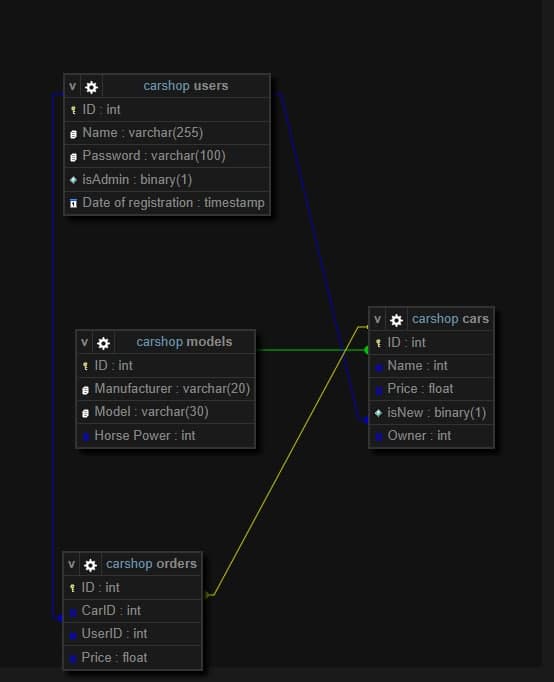 v carshop users
ID : int
Name : varchar(255)
Password : varchar(100)
isAdmin : binary(1)
Date of registration : timestamp
v carshop cars
ID : int
Name : int
Price : float
isNew : binary(1)
Owner : int
v carshop models
ID : int
Manufacturer : varchar(20)
Model : varchar(30)
Horse Power : int
v carshop orders
ID : int
CarID : int
UserID : int
Price : float